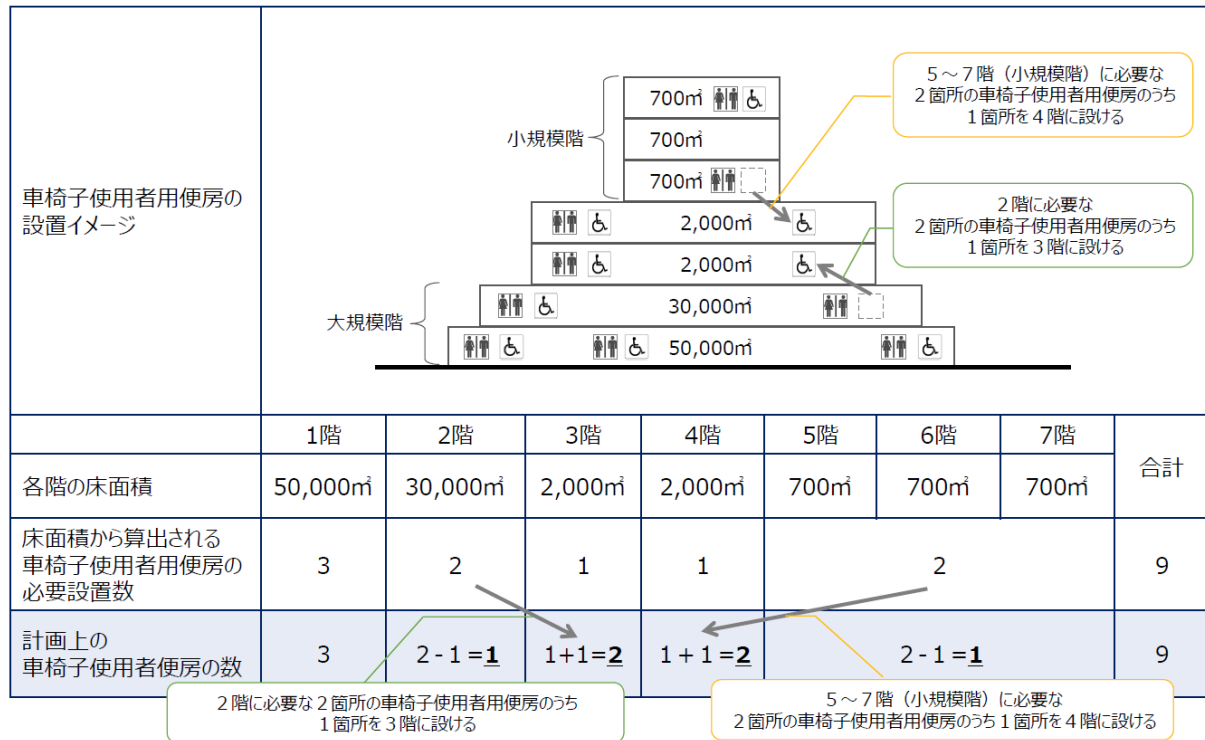 車椅子使用者用便房の
設置イメージ
小規模階
700㎡
700㎡
700㎡
2,000㎡
2,000㎡
大規模階
30,000㎡
50,000㎡
5～7階（小規模階）に必要な
2箇所の車椅子使用者用便房のうち
1箇所を4階に設ける
2階に必要な
2箇所の車椅子使用者用便房のうち
1箇所を3階に設ける
1階 2階 3階 4階 5階 6階 7階 合計
各階の床面積 50,000㎡ 30,000㎡ 2,000㎡ 2,000㎡ 700㎡ 700㎡ 700㎡
床面積から算出される
車椅子使用者用便房の
必要設置数 3 2 1 1 2 9
計画上の
車椅子使用者便房の数 3 2 - 1 =1 1+1=2 1 + 1 =2 2 - 1 =1 9
2階に必要な2箇所の車椅子使用者用便房のうち
1箇所を3階に設ける
5～7階（小規模階）に必要な
2箇所の車椅子使用者用便房のうち1箇所を4階に設ける